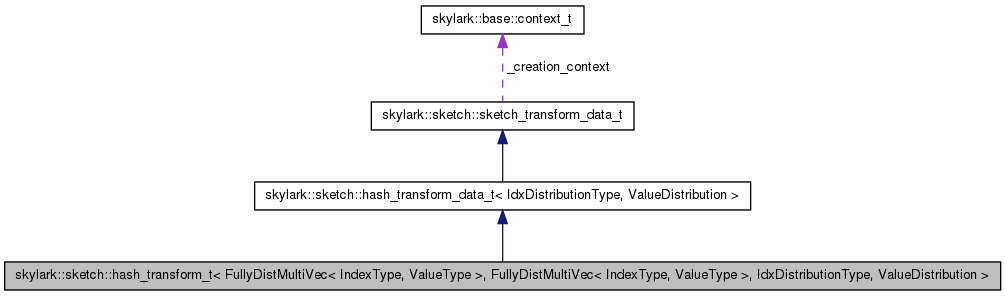 skylark::base::context_t
_creation_context
skylark::sketch::sketch_transform_data_t
skylark::sketch::hash_transform_data_t< IdxDistributionType, ValueDistribution >
skylark::sketch::hash_transform_t< FullyDistMultiVec< IndexType, ValueType >, FullyDistMultiVec< IndexType, ValueType >, IdxDistributionType, ValueDistribution >